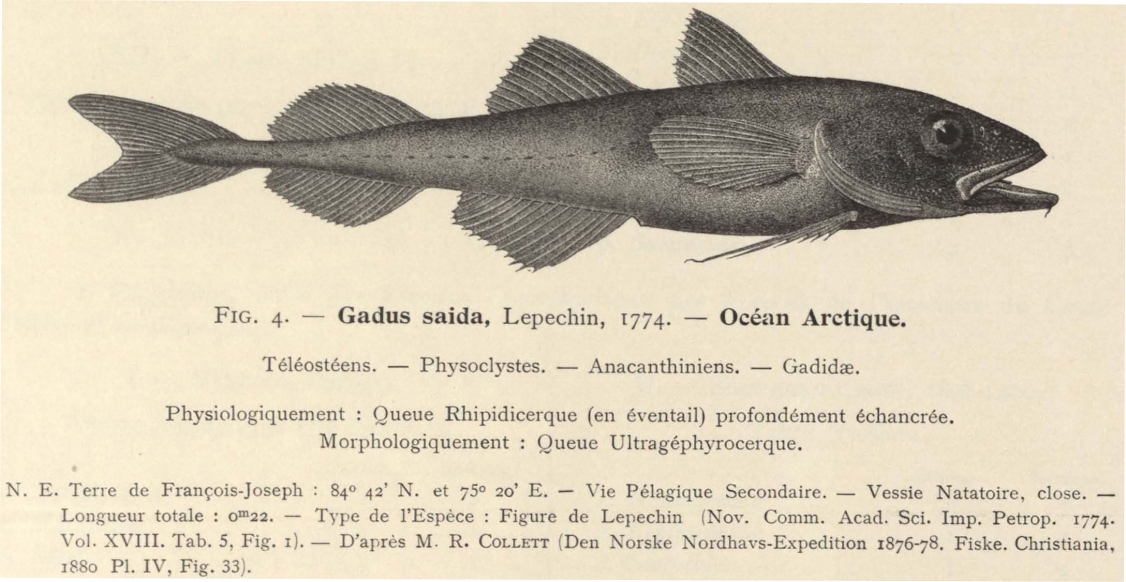 FIG. 4. — Gadus saida, Lepechin, 1774. — Océan Arctique.
Téléostéens. — Physoclystes. — Anacanthiniens. — Gadidæ.
Physiologiquement : Queue Rhipidicerque (en éventail) profondément échancrée.
Morphologiquement : Queue Ultragéphyrocerque.
N. E. Terre de François-Joseph : 84° 42' N. et 75° 20' E. — Vie Pélagique Secondaire. — Vessie Natatoire, close. —
Longueur totale : 0ᵐ22. — Type de l'Espèce : Figure de Lepechin (Nov. Comm. Acad. Sci. Imp. Petrop. 1774.
Vol. XVIII. Tab. 5, Fig. 1). — D'après M. R. COLLETT (Den Norske Nordhavs-Expedition 1876-78. Fiske. Christiania,
1880 Pl. IV, Fig. 33).